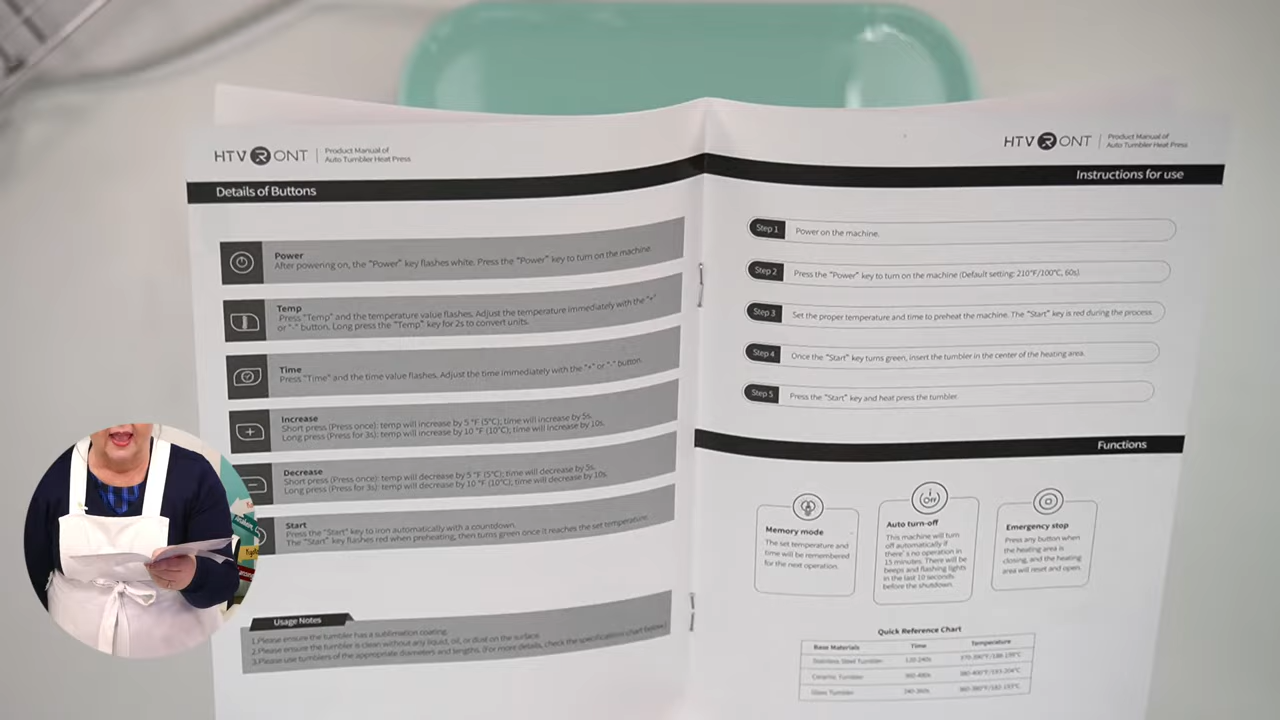 HTVRONT
Product Manual of
Auto Tumbler Heat Press
Details of Buttons
Power
After powering on, the "Power" key flashes white. Press the "Power" key to turn on the machine.
Temp
Press "Temp" and the temperature value flashes. Adjust the temperature immediately with the "+"
or "-" button. Long press the "Temp" key for 2s to convert units.
Time
Press "Time" and the time value flashes. Adjust the time immediately with the "+" or "-" button.
Increase
Short press (Press once): temp will increase by 5 °F (5°C); time will increase by 5s.
Long press (Press for 3s): temp will increase by 10 °F (10°C); time will increase by 10s.
Decrease
Short press (Press once): temp will decrease by 5 °F (5°C); time will decrease by 5s.
Long press (Press for 3s): temp will decrease by 10 °F (10°C); time will decrease by 10s.
Start
Press the "Start" key to iron automatically with a countdown.
The "Start" key flashes red when preheating, then turns green once it reaches the set temperature.
Usage Notes
1.Please ensure the tumbler has a sublimation coating.
2.Please ensure the tumbler is clean without any liquid, oil, or dust on the surface.
3.Please use tumblers of the appropriate diameters and lengths. (For more details, check the specifications chart below.)
HTVRONT
Product Manual of
Auto Tumbler Heat Press
Instructions for use
Step 1 Power on the machine.
Step 2 Press the "Power" key to turn on the machine (Default setting: 210°F/100°C, 60s).
Step 3 Set the proper temperature and time to preheat the machine. The "Start" key is red during the process.
Step 4 Once the "Start" key turns green, insert the tumbler in the center of the heating area.
Step 5 Press the "Start" key and heat press the tumbler.
Functions
Memory mode
The set temperature and
time will be remembered
for the next operation.
Off
Auto turn-off
This machine will turn
off automatically if
there's no operation in
15 minutes. There will be
beeps and flashing lights
in the last 10 seconds
before the shutdown.
Emergency stop
Press any button when
the heating area is
closing, and the heating
area will reset and open.
Quick Reference Chart
Base Materials Time Temperature
Stainless Steel Tumbler 120-240s
Ceramic Tumbler
Glass Tumbler